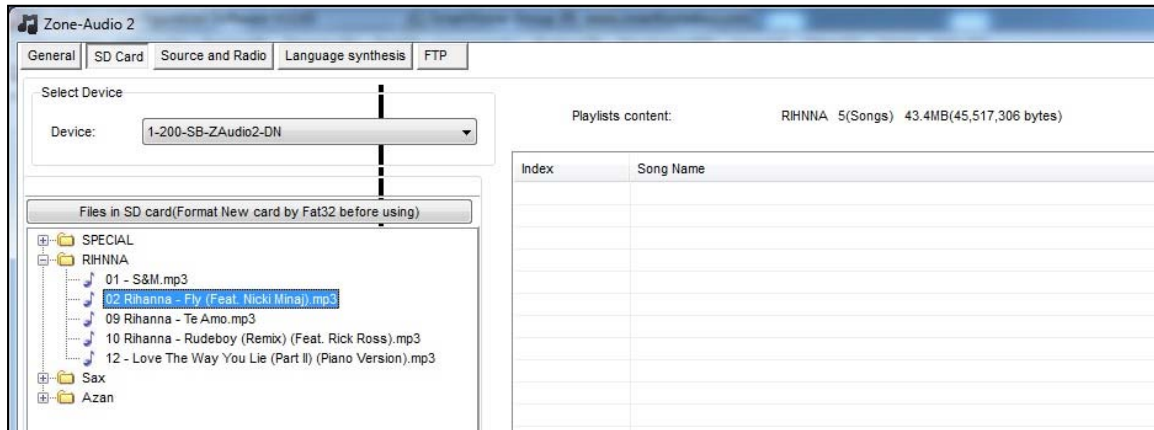 Zone-Audio 2
General SD Card Source and Radio Language synthesis FTP
Select Device
Device: 1-200-SB-ZAudio2-DN
Playlists content: RIHNNA 5(Songs) 43.4MB(45,517,306 bytes)
Index Song Name
Files in SD card(Format New card by Fat32 before using)
SPECIAL
RIHNNA
01 - S&M.mp3
02 Rihanna - Fly (Feat. Nicki Minaj).mp3
09 Rihanna - Te Amo.mp3
10 Rihanna - Rudeboy (Remix) (Feat. Rick Ross).mp3
12 - Love The Way You Lie (Part II) (Piano Version).mp3
Sax
Azan